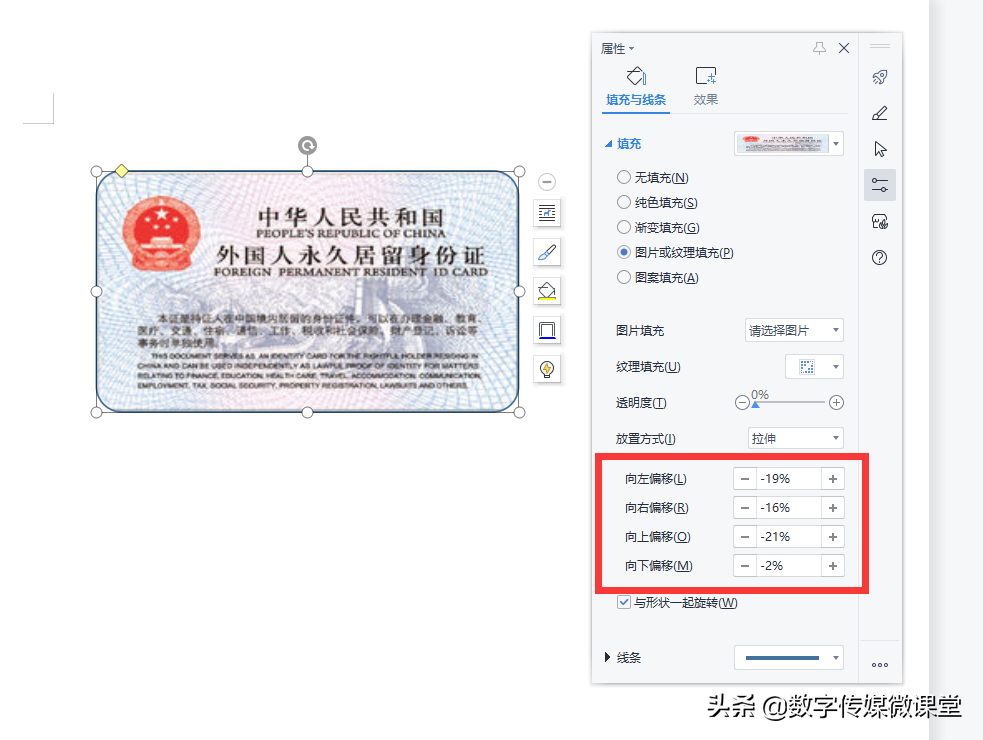 中华人民共和国
PEOPLE'S REPUBLIC OF CHINA
外国人永久居留身份证
FOREIGN PERMANENT RESIDENT ID CARD
本证是持证人在中国境内居留的身份证件，可以在办理金融、教育、
医疗、交通、住宿、通信、工作、税收和社会保险、财产登记、诉讼等
事务时单独使用。
THIS DOCUMENT SERVES AS AN IDENTITY CARD FOR THE RIGHTFUL HOLDER RESIDING IN
CHINA AND CAN BE USED INDEPENDENTLY AS LAWFUL PROOF OF IDENTITY FOR MATTERS
RELATING TO FINANCE, EDUCATION, HEALTH CARE, TRAVEL, ACCOMMODATION, COMMUNICATION,
EMPLOYMENT, TAX, SOCIAL SECURITY, PROPERTY REGISTRATION, LAWSUITS AND OTHERS.
属性
填充与线条 效果
填充
无填充(N)
纯色填充(S)
渐变填充(G)
图片或纹理填充(P)
图案填充(A)
图片填充 请选择图片
纹理填充(U)
透明度(T) 0%
放置方式(I) 拉伸
向左偏移(L) -19%
向右偏移(R) -16%
向上偏移(O) -21%
向下偏移(M) -2%
与形状一起旋转(W)
线条
头条 @数字传媒微课堂